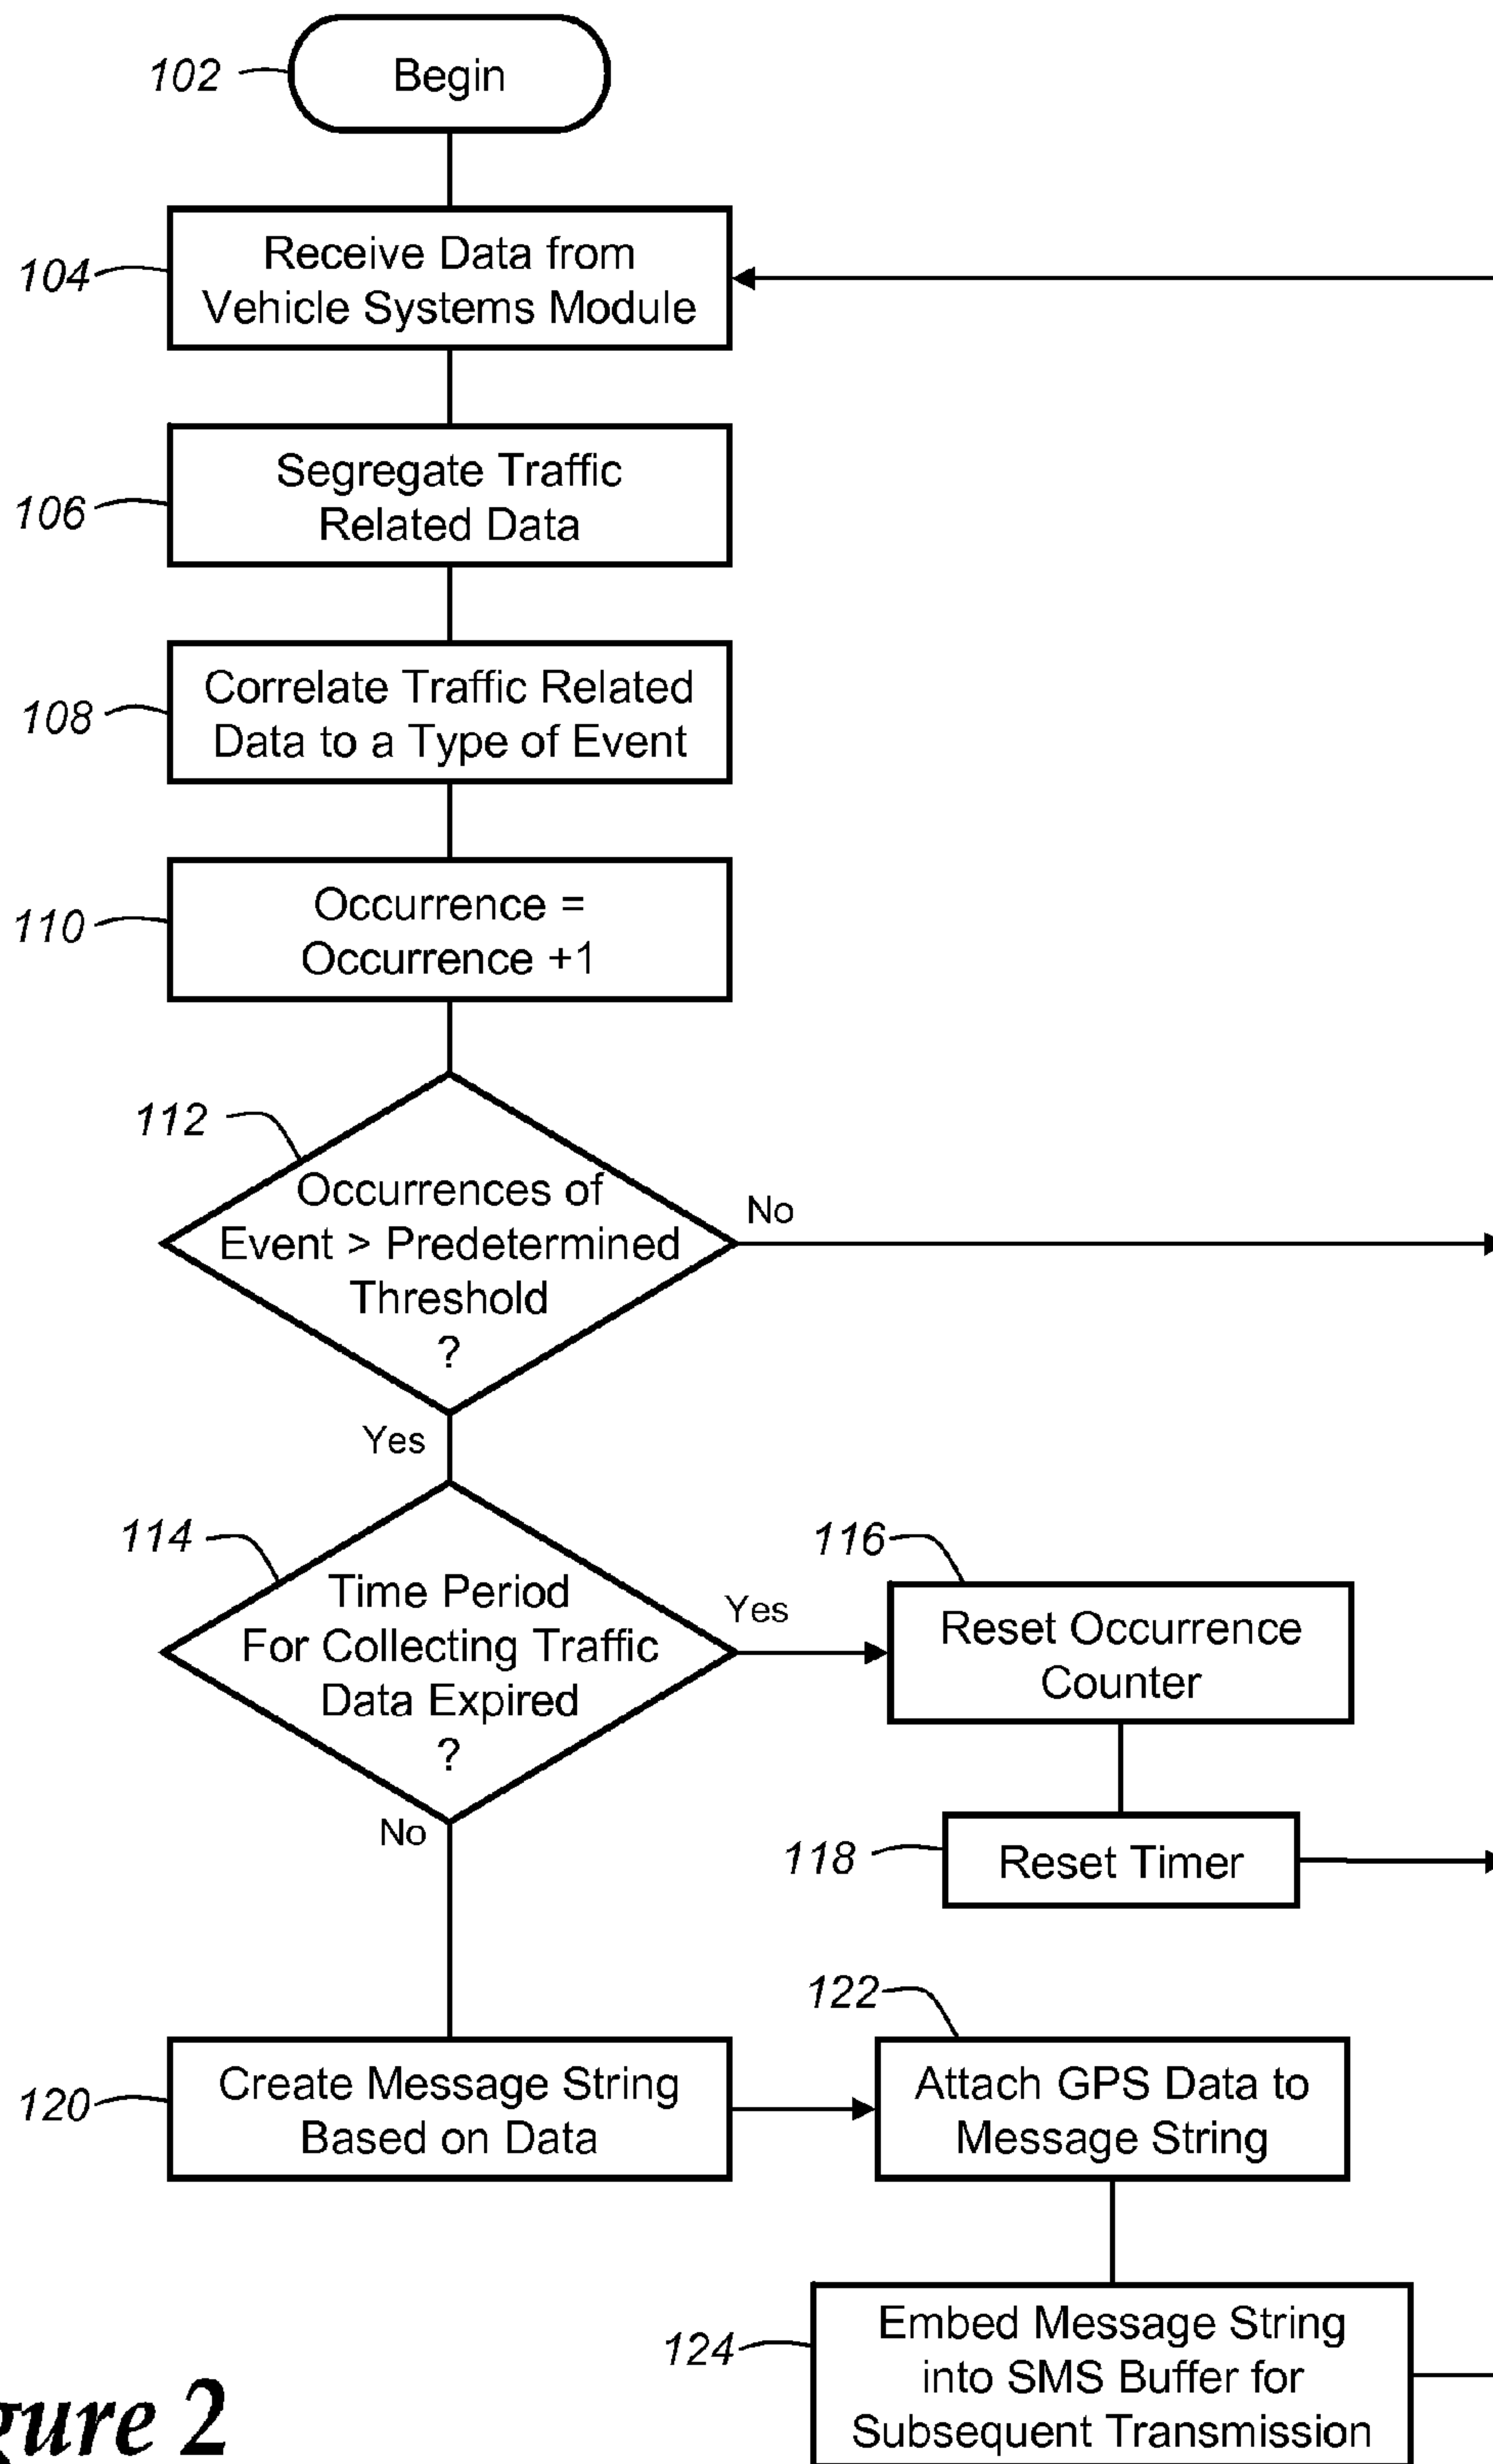 102
Begin
104
Receive Data from
Vehicle Systems Module
106
Segregate Traffic
Related Data
108
Correlate Traffic Related
Data to a Type of Event
110
Occurrence =
Occurrence +1
112
Occurrences of
Event > Predetermined
Threshold
?
No
Yes
114
Time Period
For Collecting Traffic
Data Expired
?
Yes
116
Reset Occurrence
Counter
No
118
Reset Timer
120
Create Message String
Based on Data
122
Attach GPS Data to
Message String
124
Embed Message String
into SMS Buffer for
Subsequent Transmission
gure 2